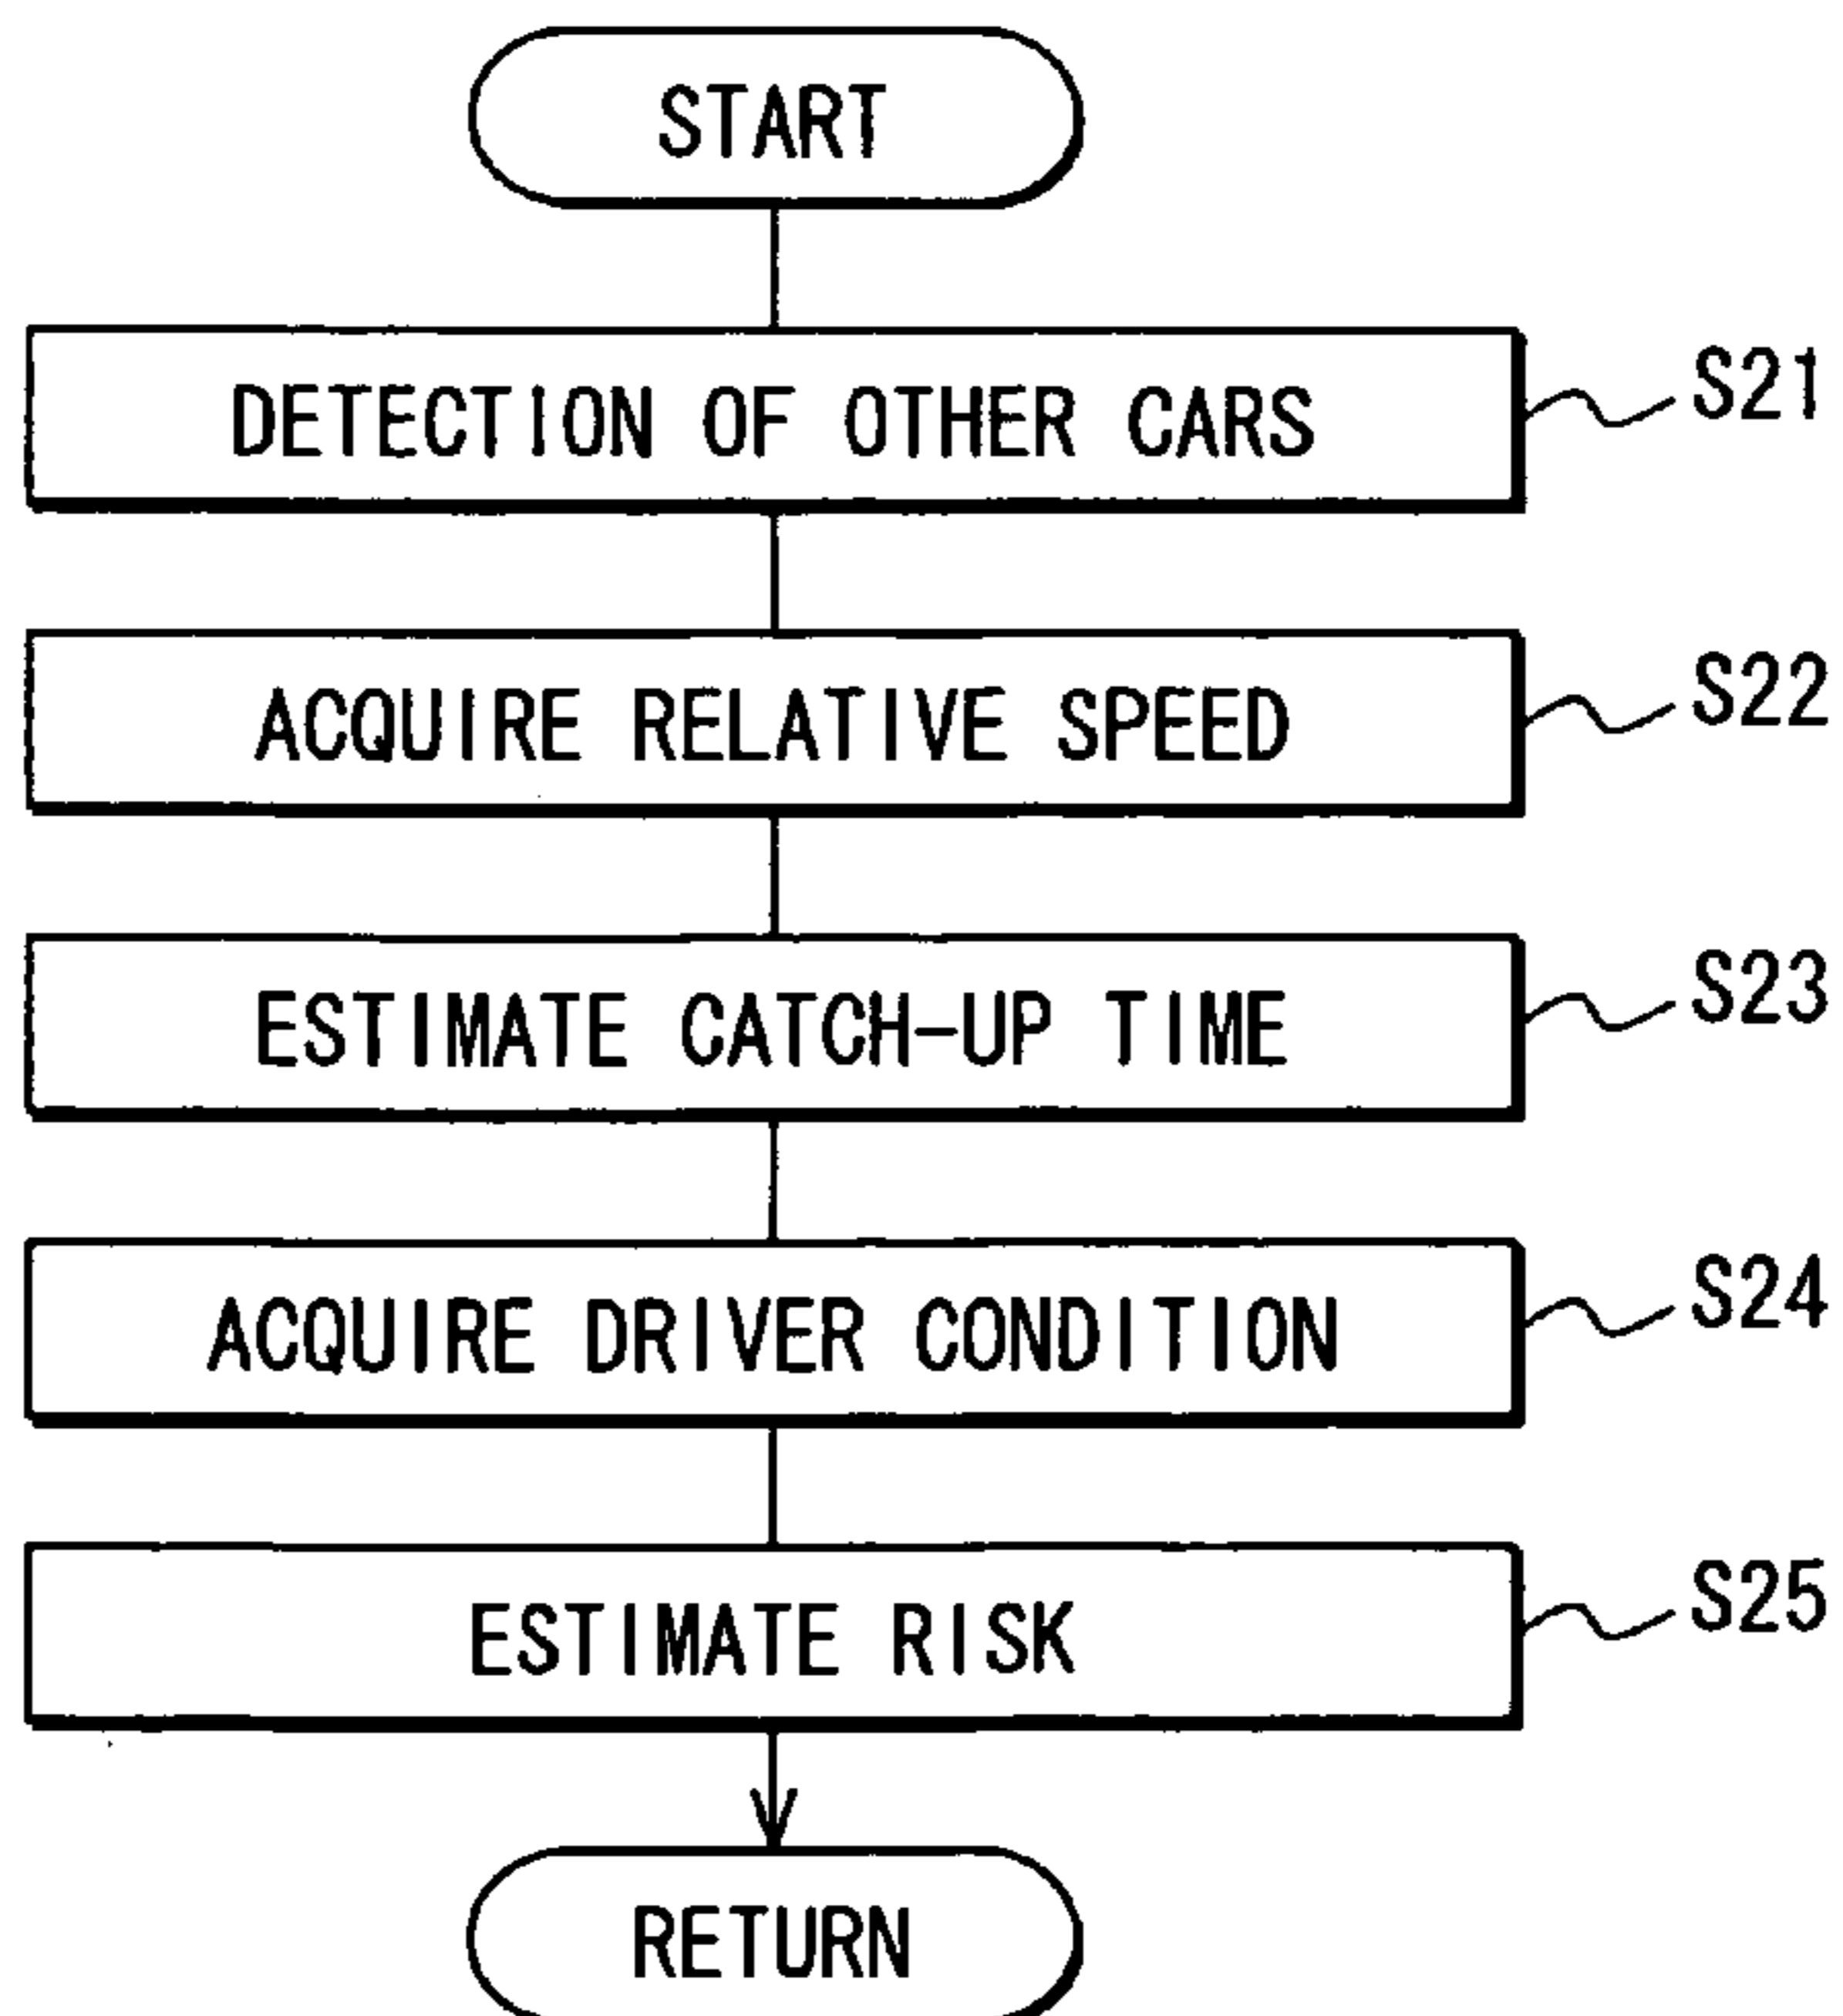 START
DETECTION OF OTHER CARS S21
ACQUIRE RELATIVE SPEED S22
ESTIMATE CATCH-UP TIME S23
ACQUIRE DRIVER CONDITION S24
ESTIMATE RISK S25
RETURN